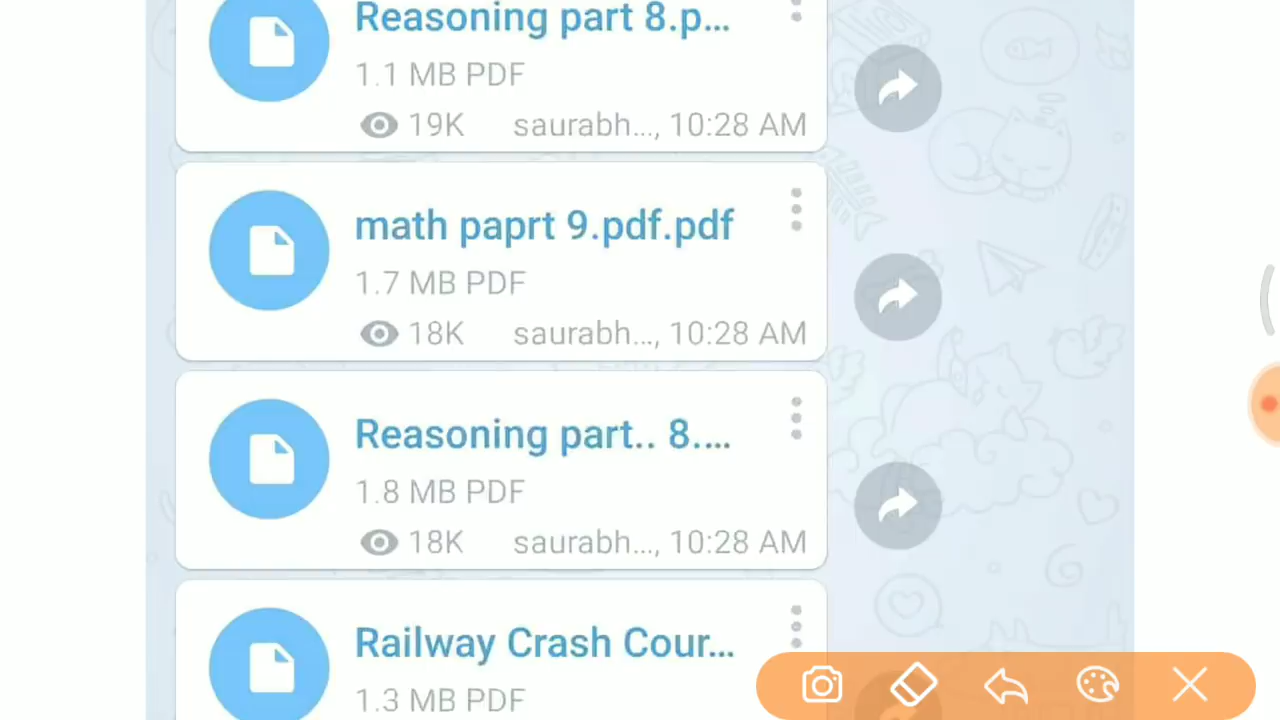 Reasoning part 8.p...
1.1 MB PDF
19K saurabh..., 10:28 AM
math paprt 9.pdf.pdf
1.7 MB PDF
18K saurabh..., 10:28 AM
Reasoning part.. 8....
1.8 MB PDF
18K saurabh..., 10:28 AM
Railway Crash Cour...
1.3 MB PDF